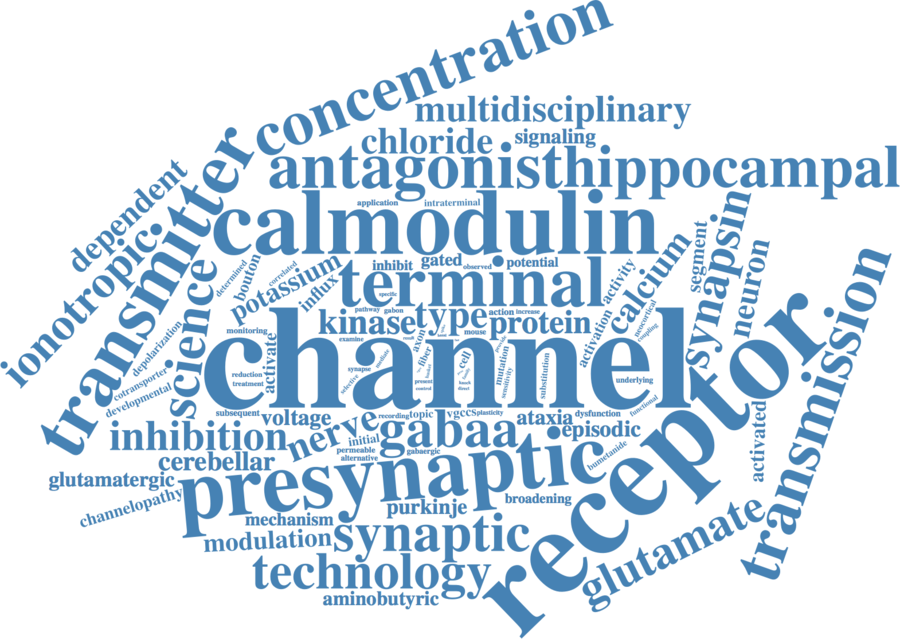 concentration
multidisciplinary
chloride
signaling
antagonist
hippocampal
transmitter
dependent
ionotropic
application
intraterminal
calmodulin
science
determined
bouton
correlated
potassium
influx
inhibit
gated
observed
potential
terminal
specific
activity
calcium
segment
synapsin
neuron
transmission
pathway
gabon
kinase
type
action
increase
protein
activation
neocortical
coupling
depolarization
monitoring
examine
axon
mouse
channel
cotransporter
developmental
reduction
treatment
activate
synapse
selective
mediate
fiber
cell
present
control
mutation
sensitivity
substitution
underlying
receptor
subsequent
voltage
nerve
recording
topic
vgccs
plasticity
ataxia
dysfunction
functional
inhibition
initial
permeable
alternative
gabaa
gabaergic
episodic
bumetanide
activated
cerebellar
glutamatergic
channelopathy
presynaptic
purkinje
broadening
mechanism
modulation
synaptic
glutamate
technology
aminobutyric